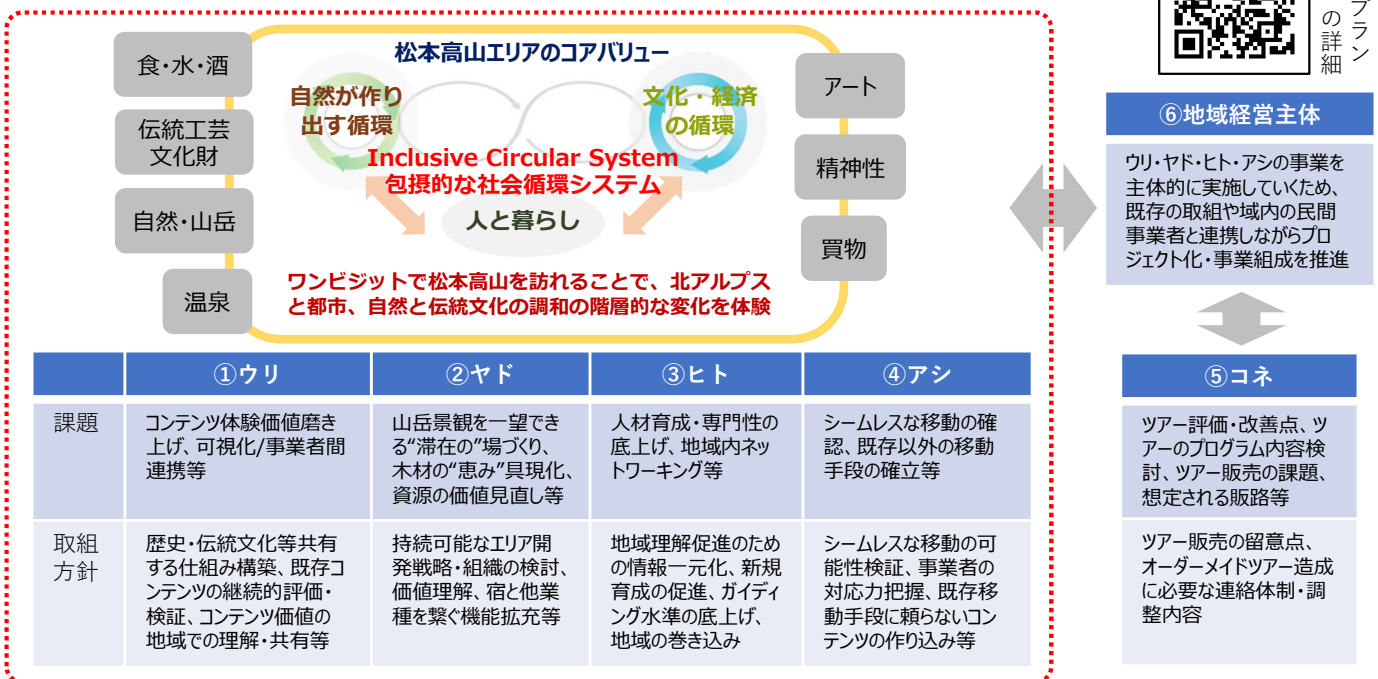 プラン
の詳細
松本高山エリアのコアバリュー
食・水・酒
伝統工芸
文化財
自然・山岳
温泉
自然が作り
出す循環
文化・経済
の循環
Inclusive Circular System
包摂的な社会循環システム
人と暮らし
アート
精神性
買物
ワンビジットで松本高山を訪れることで、北アルプス
と都市、自然と伝統文化の調和の階層的な変化を体験
⑥地域経営主体
ウリ・ヤド・ヒト・アシの事業を
主体的に実施していくため、
既存の取組や域内の民間
事業者と連携しながらプロ
ジェクト化・事業組成を推進
①ウリ
②ヤド
③ヒト
④アシ
課題
コンテンツ体験価値磨き
上げ、可視化/事業者間
連携等
山岳景観を一望でき
る“滞在の”場づくり、
木材の“恵み”具現化、
資源の価値見直し等
人材育成・専門性の
底上げ、地域内ネッ
トワーキング等
シームレスな移動の確
認、既存以外の移動
手段の確立等
取組
方針
歴史・伝統文化等共有
する仕組み構築、既存コ
ンテンツの継続的評価・
検証、コンテンツ価値の
地域での理解・共有等
持続可能なエリア開
発戦略・組織の検討、
価値理解、宿と他業
種を繋ぐ機能拡充等
地域理解促進のため
の情報一元化、新規
育成の促進、ガイディ
ング水準の底上げ、
地域の巻き込み
シームレスな移動の可
能性検証、事業者の
対応力把握、既存移
動手段に頼らないコン
テンツの作り込み等
⑤コネ
ツアー評価・改善点、ツ
アーのプログラム内容検
討、ツアー販売の課題、
想定される販路等
ツアー販売の留意点、
オーダーメイドツアー造成
に必要な連絡体制・調
整内容